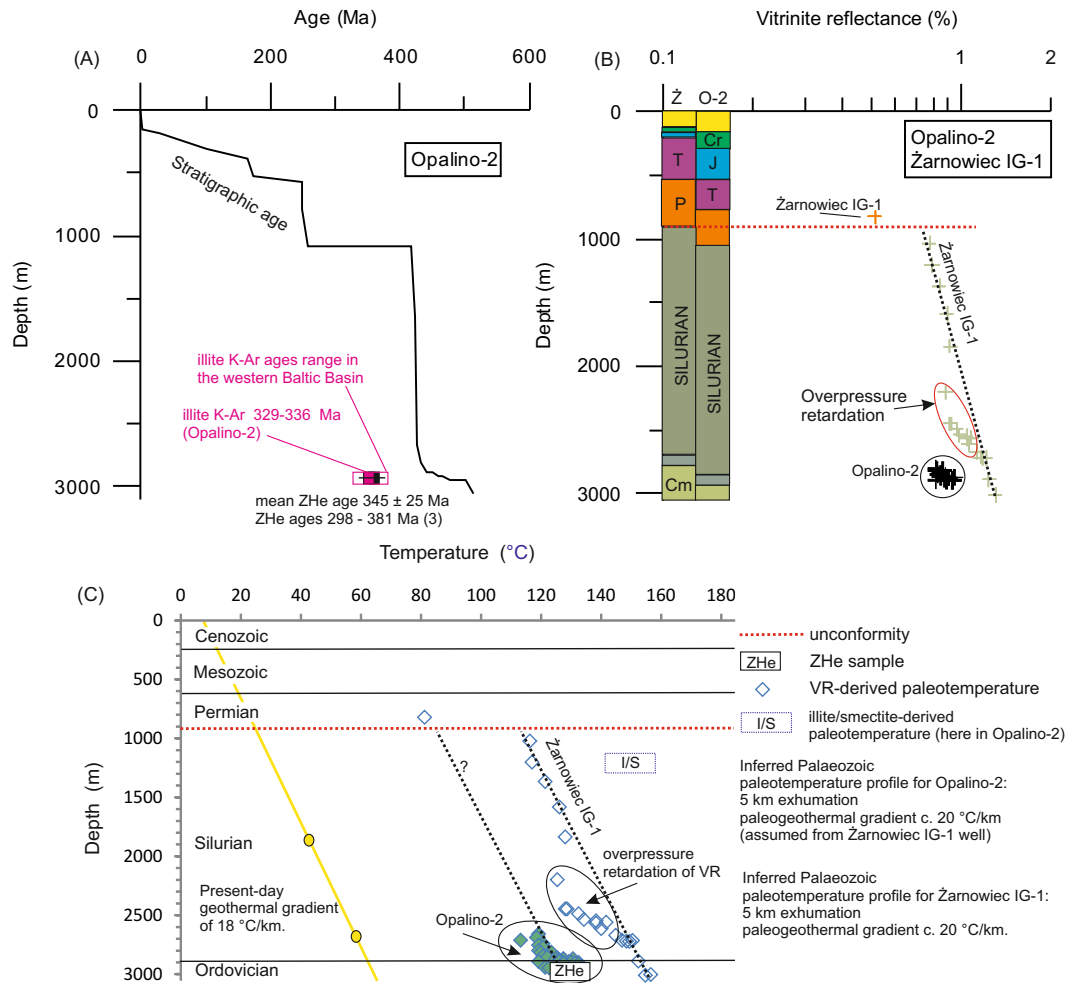 Age (Ma)
(A)
0
200
400
600
0
1000
2000
3000
Depth (m)
Opalino-2
Stratigraphic age
illite K-Ar ages range in
the western Baltic Basin
illite K-Ar 329-336 Ma
(Opalino-2)
mean ZHe age 345 ± 25 Ma
ZHe ages 298 - 381 Ma (3)
Vitrinite reflectance (%)
(B)
0.1
1
2
Ż
O-2
0
1000
2000
3000
Depth (m)
T
P
SILURIAN
Cm
Cr
J
T
SILURIAN
Opalino-2
Żarnowiec IG-1
Żarnowiec IG-1
Żarnowiec IG-1
Overpressure
retardation
Opalino-2
Temperature (°C)
(C)
0
20
40
60
80
100
120
140
160
180
0
500
1000
1500
2000
2500
3000
Depth (m)
Cenozoic
Mesozoic
Permian
Silurian
Ordovician
Present-day
geothermal gradient
of 18 °C/km.
?
Żarnowiec IG-1
I/S
overpressure
retardation of VR
Opalino-2
ZHe
unconformity
ZHe
ZHe sample
VR-derived paleotemperature
I/S
illite/smectite-derived
paleotemperature (here in Opalino-2)
Inferred Palaeozoic
paleotemperature profile for Opalino-2:
5 km exhumation
paleogeothermal gradient c. 20 °C/km
(assumed from Żarnowiec IG-1 well)
Inferred Palaeozoic
paleotemperature profile for Żarnowiec IG-1:
5 km exhumation
paleogeothermal gradient c. 20 °C/km.